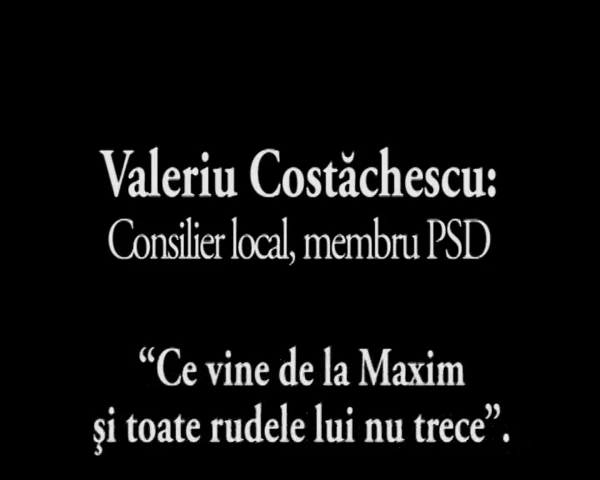 Valeriu Costăchescu:
Consilier local, membru PSD
“Ce vine de la Maxim
şi toate rudele lui nu trece”.